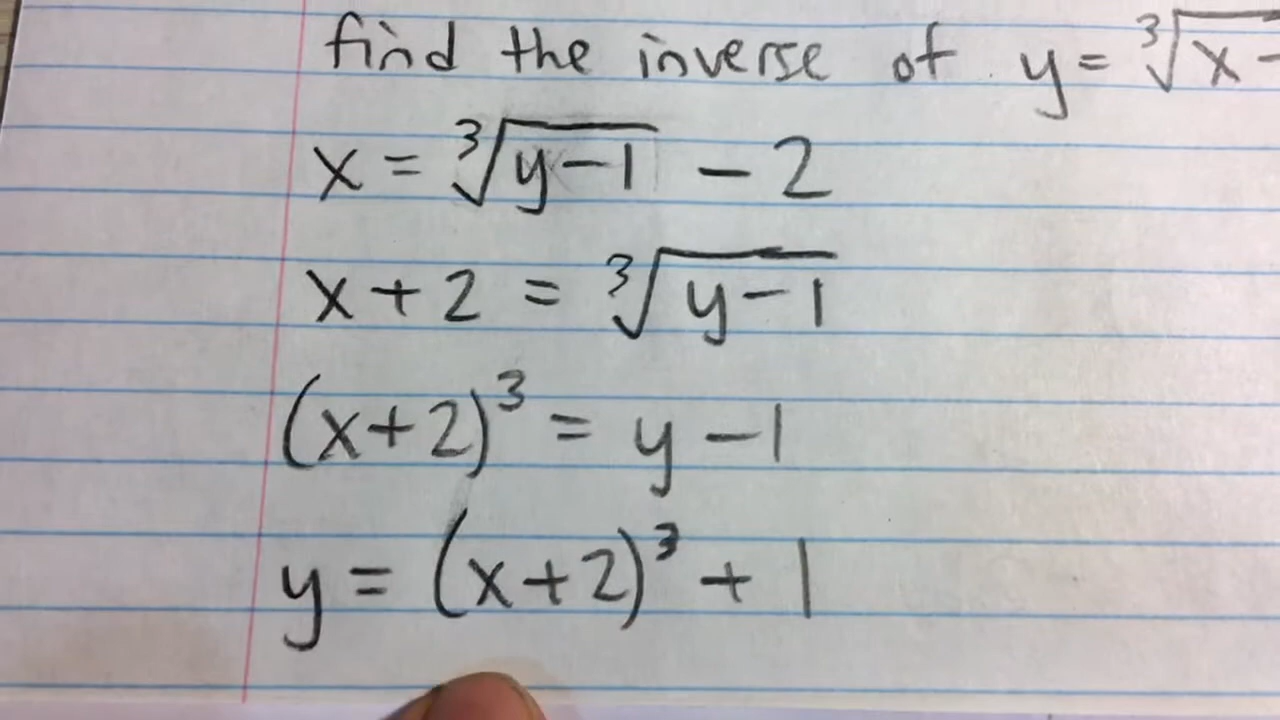 find the inverse of y = ∛x -
x = ∛(y-1) - 2
x + 2 = ∛(y-1)
(x+2)³ = y - 1
y = (x+2)³ + 1